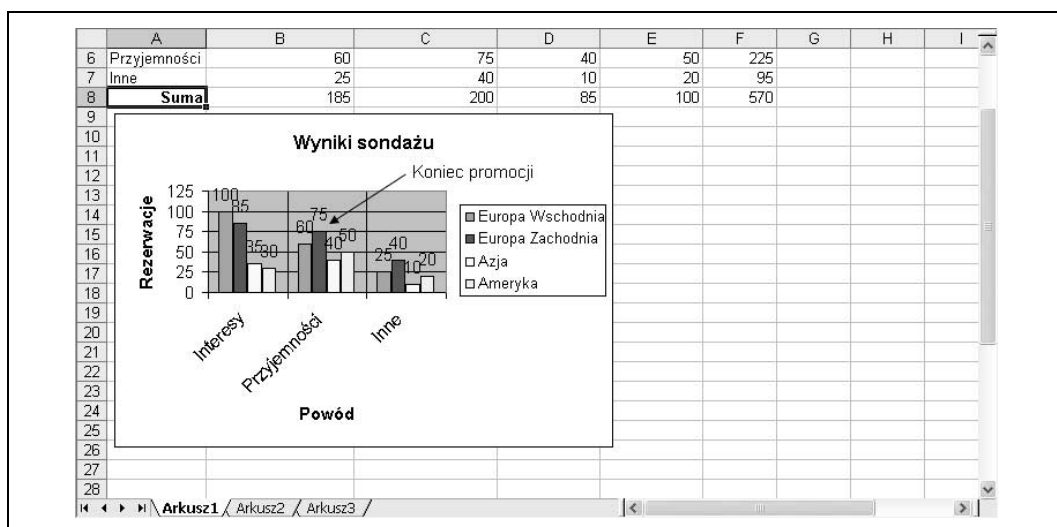 A B C D E F G H I
6 Przyjemności 60 75 40 50 225
7 Inne 25 40 10 20 95
8 Suma 185 200 85 100 570
9
10
11
12
13
14
15
16
17
18
19
20
21
22
23
24
25
26
27
28
Wyniki sondażu
Koniec promocji
Rezerwacje
125
100
75
50
25
0
100 85 35 30
60 75 40 50
25 40 10 20
Europa Wschodnia
Europa Zachodnia
Azja
Ameryka
Interesy Przyjemności Inne
Powód
Arkusz1 Arkusz2 Arkusz3